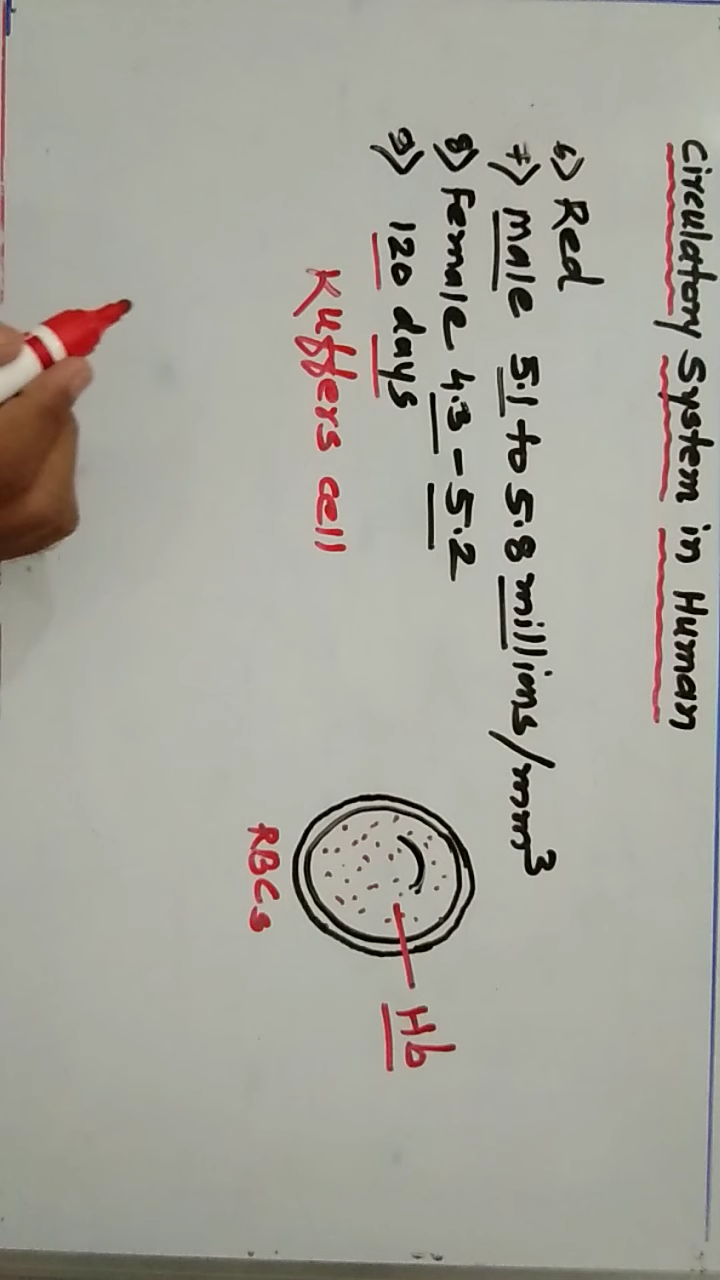 Circulatory System in Human
6) Red
7) male 5.1 to 5.8 millions/mm³
8) Female 4.3 - 5.2
9) 120 days
Kuffers cell
Hb
RBCs